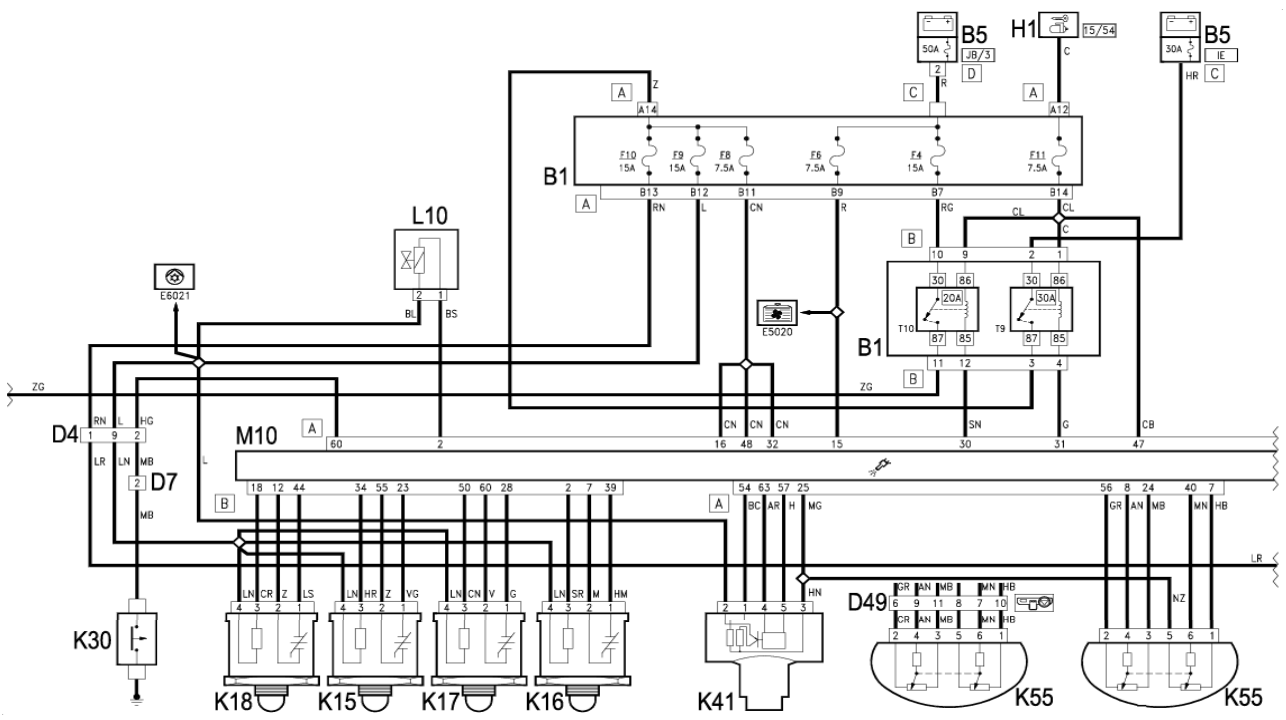 B5 H1 15/54 B5
50A JB/3 C 30A IE
2 D HR C
R
Z
A C A
A14 A12
F10 F9 F8 F6 F4 F11
15A 15A 7.5A 7.5A 15A 7.5A
B1
A B13 B12 B11 B9 B7 B14
RN L CN R RG CL CL
L10 C
B
10 9 2 1
E6021 30 86 30 86
2 1 20A 30A
BL BS E5020 T10 T9
87 85 87 85
B1
11 12 3 4
B
ZG ZG
RN L HG CN CN CN SN G CB
D4 1 9 2 M10 A 60 2 16 48 32 15 30 31 47
LR LN MB L
2 D7
B 18 12 44 34 55 23 50 60 28 2 7 39 A 54 63 57 25 56 8 24 40 7
BC AR H MG GR AN MB MN HB
MB
LR
GR AN MB MN HB
LN CR Z LS LN HR Z VG LN CN V G LN SR M HM HN D49 6 9 11 8 7 10 NZ
4 3 2 1 4 3 2 1 4 3 2 1 4 3 2 1 2 1 4 5 3 CR AN MB MN HB
2 4 3 5 6 1 2 4 3 5 6 1
K30
K18 K15 K17 K16 K41 K55 K55